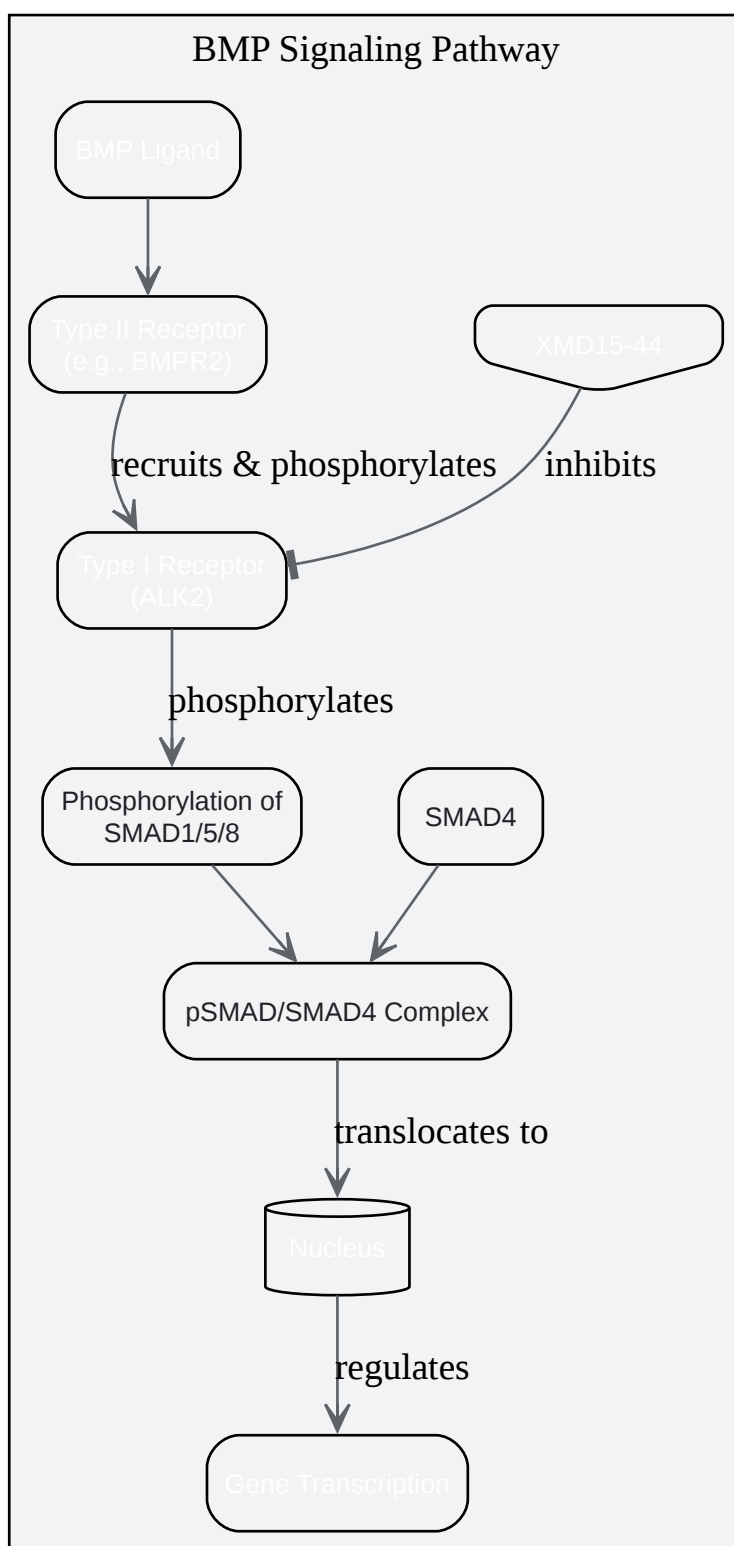 BMP Signaling Pathway
BMP Ligand
Type II Receptor
(e.g., BMPR2)
XMD15-44
recruits & phosphorylates
inhibits
Type I Receptor
(ALK2)
phosphorylates
Phosphorylation of
SMAD1/5/8
SMAD4
pSMAD/SMAD4 Complex
translocates to
Nucleus
regulates
Gene Transcription